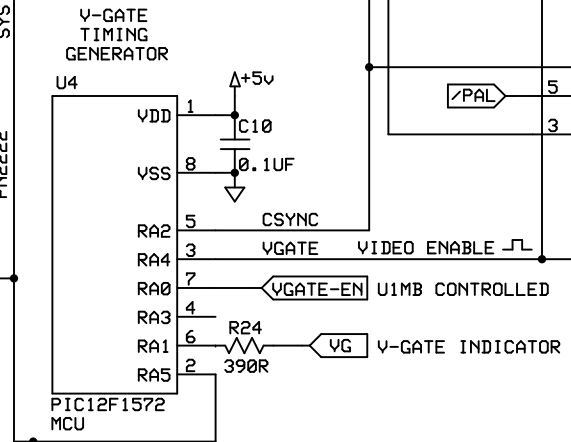 SYS
V-GATE
TIMING
GENERATOR
U4
+5v
VDD 1
C10
0.1UF
VSS 8
/PAL 5
3
PN2222
RA2 5 CSYNC
RA4 3 VGATE VIDEO ENABLE
RA0 7 VGATE-EN U1MB CONTROLLED
RA3 4
R24
RA1 6 VG V-GATE INDICATOR
390R
RA5 2
PIC12F1572
MCU